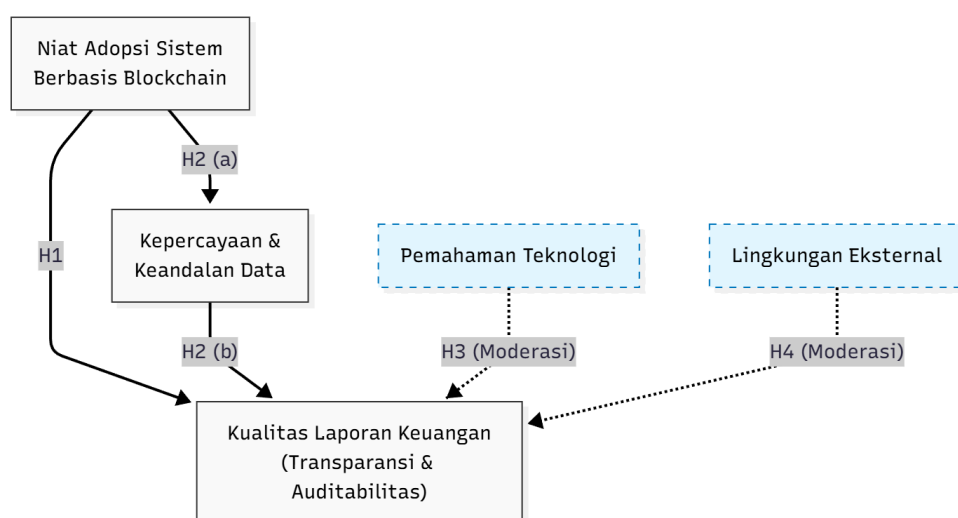 Niat Adopsi Sistem
Berbasis Blockchain
H2 (a)
H1
Kepercayaan &
Keandalan Data
Pemahaman Teknologi
Lingkungan Eksternal
H2 (b)
H3 (Moderasi)
H4 (Moderasi)
Kualitas Laporan Keuangan
(Transparansi &
Auditabilitas)